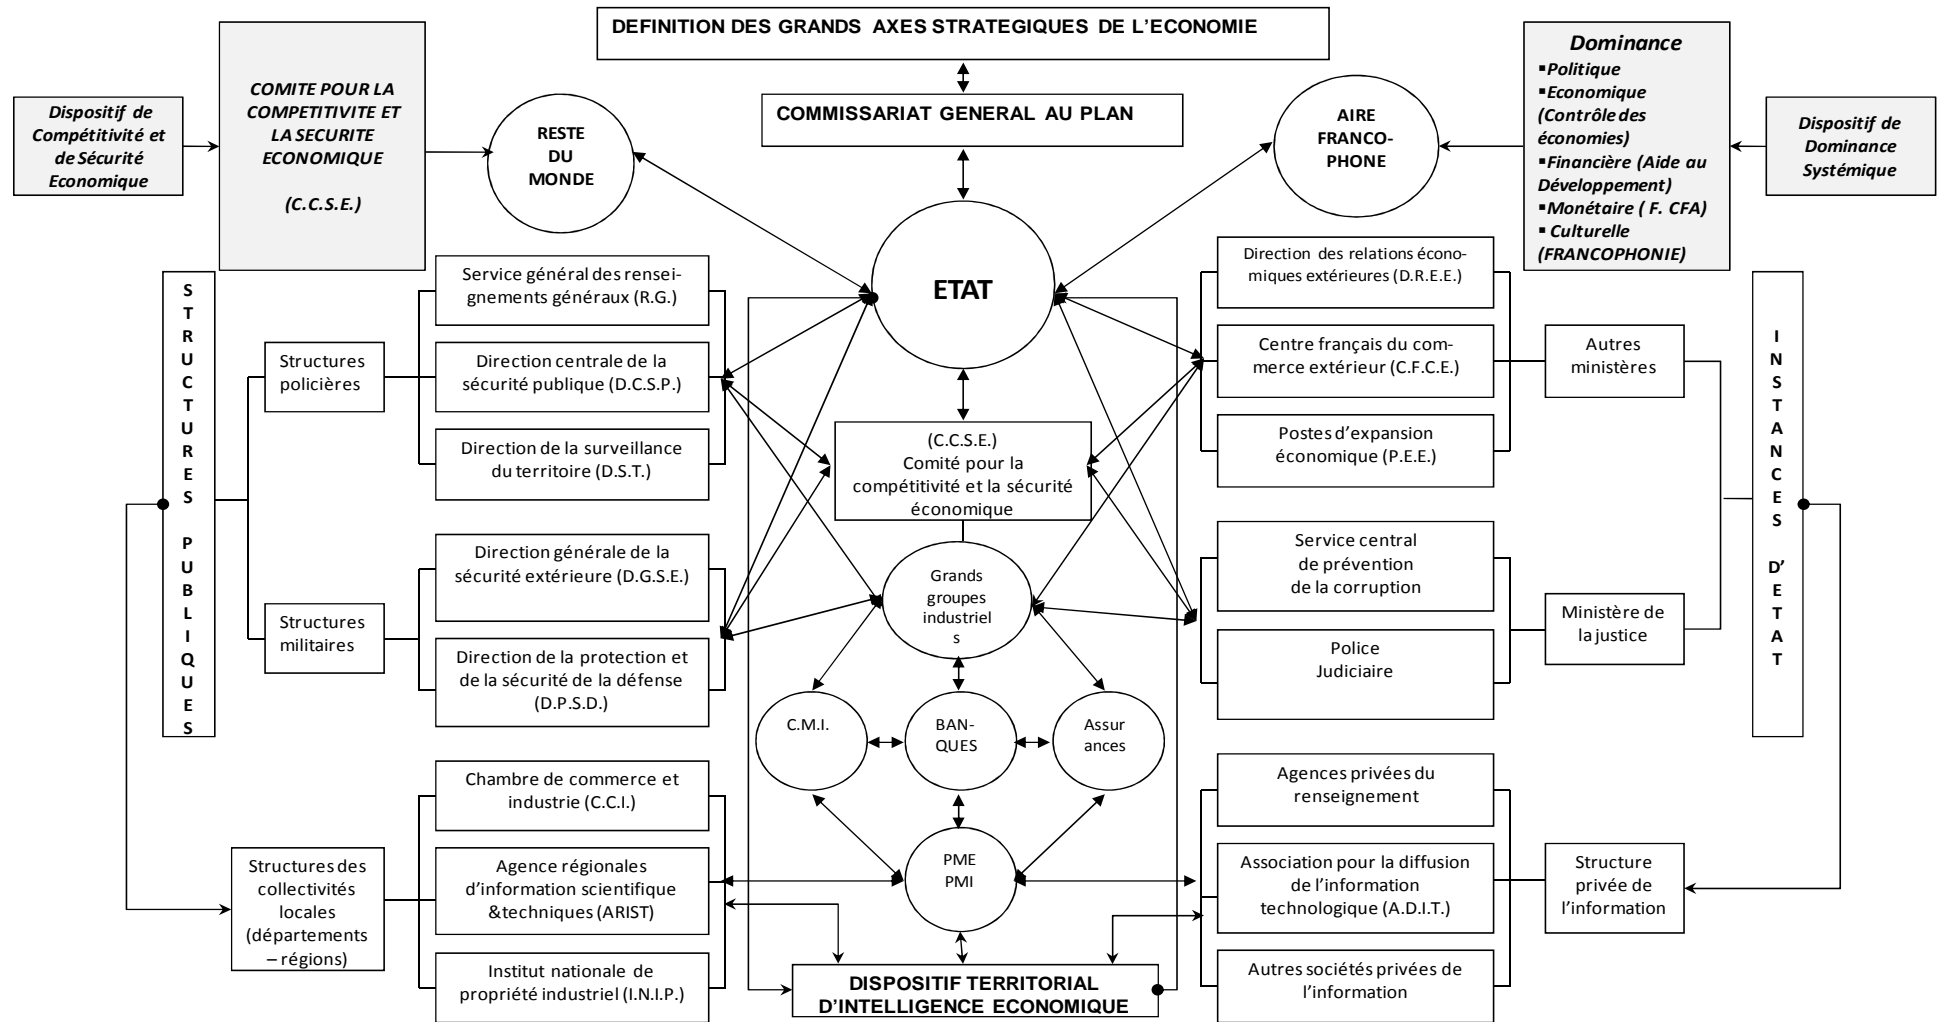 DEFINITION DES GRANDS AXES STRATEGIQUES DE L'ECONOMIE
COMMISSARIAT GENERAL AU PLAN
Dispositif de
Compétitivité et
de Sécurité
Economique
COMITE POUR LA
COMPETITIVITE ET
LA SECURITE
ECONOMIQUE
(C.C.S.E.)
RESTE
DU
MONDE
AIRE
FRANCO-
PHONE
Dominance
▪Politique
▪Economique
(Contrôle des
économies)
▪Financière (Aide au
Développement)
▪Monétaire ( F. CFA)
▪ Culturelle
(FRANCOPHONIE)
Dispositif de
Dominance
Systémique
ETAT
STRUCTURES PUBLIQUES
Structures
policières
Service général des rensei-
gnements généraux (R.G.)
Direction centrale de la
sécurité publique (D.C.S.P.)
Direction de la surveillance
du territoire (D.S.T.)
Structures
militaires
Direction générale de la
sécurité extérieure (D.G.S.E.)
Direction de la protection et
de la sécurité de la défense
(D.P.S.D.)
Structures des
collectivités
locales
(départements
– régions)
Chambre de commerce et
industrie (C.C.I.)
Agence régionales
d'information scientifique
&techniques (ARIST)
Institut nationale de
propriété industriel (I.N.I.P.)
(C.C.S.E.)
Comité pour la
compétitivité et la sécurité
économique
Grands
groupes
industriel
s
C.M.I.
BAN-
QUES
Assur
ances
PME
PMI
DISPOSITIF TERRITORIAL
D'INTELLIGENCE ECONOMIQUE
Direction des relations écono-
miques extérieures (D.R.E.E.)
Centre français du com-
merce extérieur (C.F.C.E.)
Postes d'expansion
économique (P.E.E.)
Autres
ministères
Service central
de prévention
de la corruption
Police
Judiciaire
Ministère de
la justice
Agences privées du
renseignement
Association pour la diffusion
de l'information
technologique (A.D.I.T.)
Autres sociétés privées de
l'information
Structure
privée de
l'information
INSTANCES D'ETAT